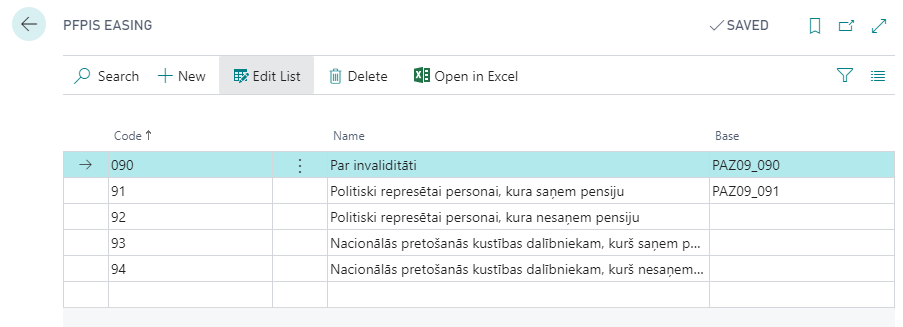 PFPIS EASING
SAVED
Search New Edit List Delete Open in Excel
Code↑ Name Base
090 Par invaliditāti PAZ09_090
91 Politiski represētai personai, kura saņem pensiju PAZ09_091
92 Politiski represētai personai, kura nesaņem pensiju
93 Nacionālās pretošanās kustības dalībniekam, kurš saņem p...
94 Nacionālās pretošanās kustības dalībniekam, kurš nesaņem...